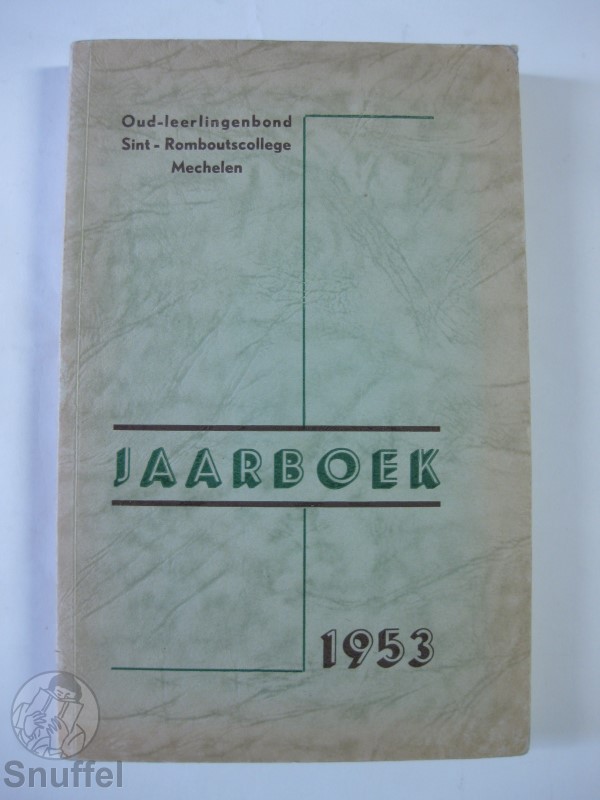 Oud-leerlingenbond
Sint - Romboutscollege
Mechelen
JAARBOEK
1953
Snuffel